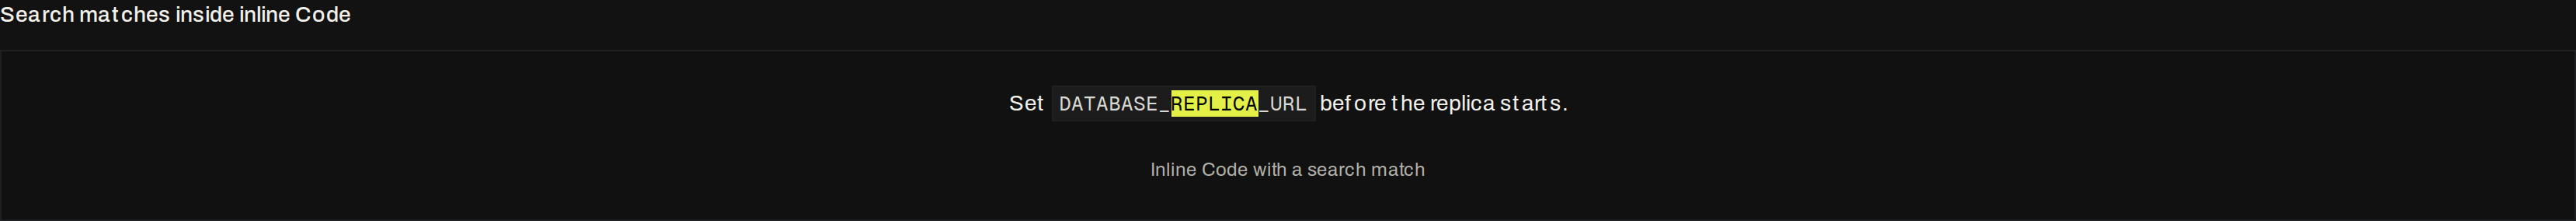 Search matches inside inline Code
Set DATABASE_REPLICA_URL before the replica starts.
Inline Code with a search match